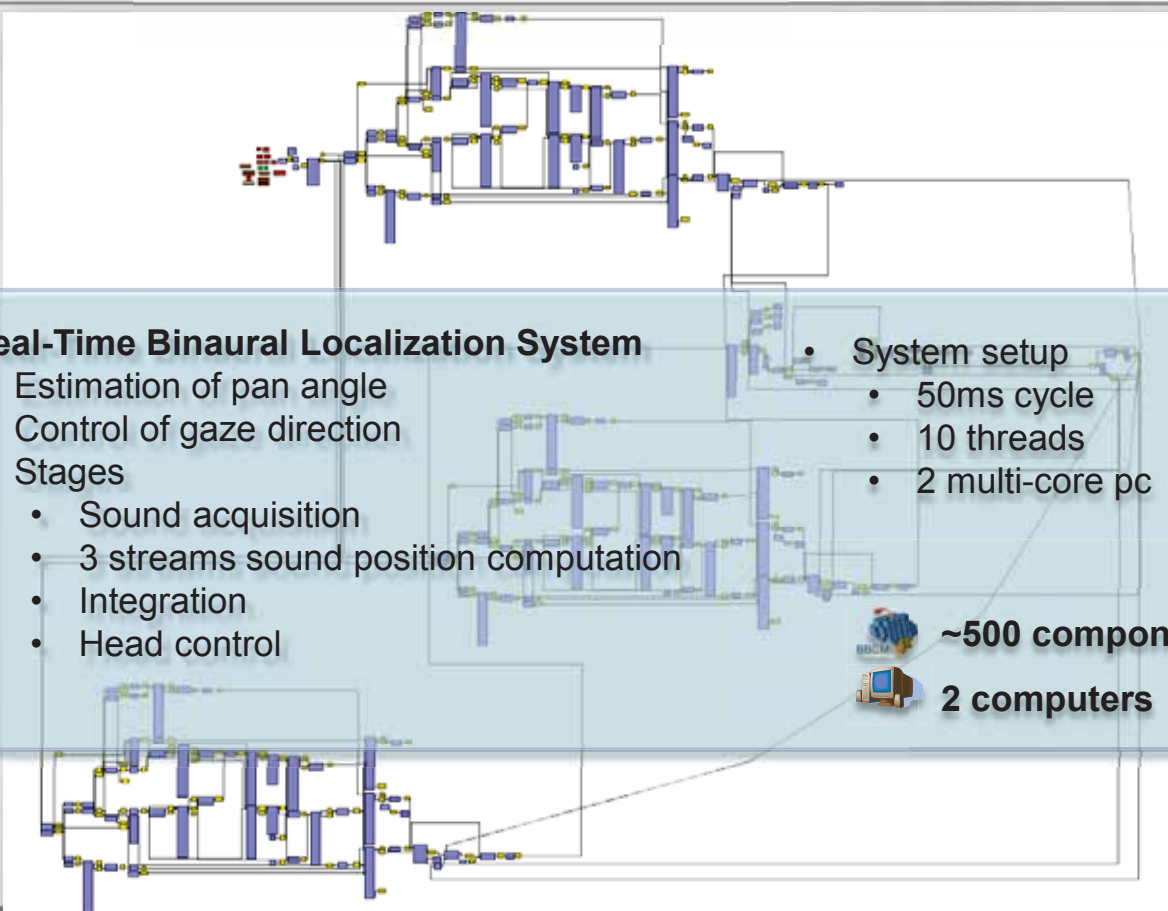 eal-Time Binaural Localization System
Estimation of pan angle
Control of gaze direction
Stages
• Sound acquisition
• 3 streams sound position computation
• Integration
• Head control
• System setup
• 50ms cycle
• 10 threads
• 2 multi-core pc
BBCM
~500 compon
2 computers